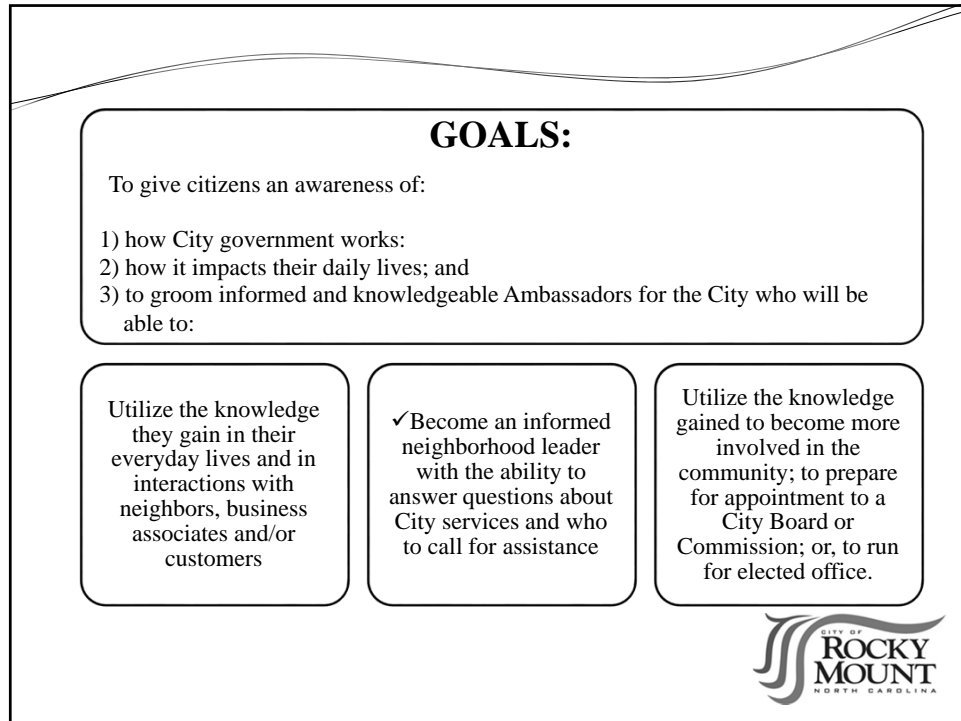 GOALS:
To give citizens an awareness of:
1) how City government works:
2) how it impacts their daily lives; and
3) to groom informed and knowledgeable Ambassadors for the City who will be
able to:
Utilize the knowledge
they gain in their
everyday lives and in
interactions with
neighbors, business
associates and/or
customers
✓Become an informed
neighborhood leader
with the ability to
answer questions about
City services and who
to call for assistance
Utilize the knowledge
gained to become more
involved in the
community; to prepare
for appointment to a
City Board or
Commission; or, to run
for elected office.
CITY OF
ROCKY
MOUNT
NORTH CAROLINA